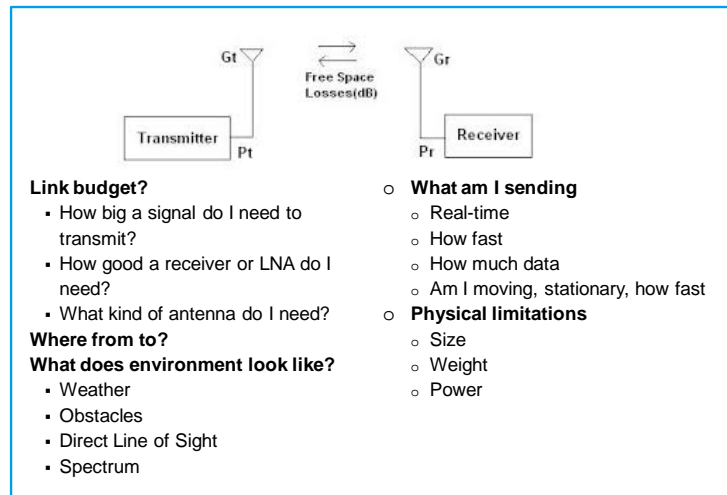 Gt
Gr
Free Space
Losses(dB)
Transmitter
Pt
Pr
Receiver
Link budget?
▪ How big a signal do I need to
transmit?
▪ How good a receiver or LNA do I
need?
▪ What kind of antenna do I need?
Where from to?
What does environment look like?
▪ Weather
▪ Obstacles
▪ Direct Line of Sight
▪ Spectrum
o What am I sending
o Real-time
o How fast
o How much data
o Am I moving, stationary, how fast
o Physical limitations
o Size
o Weight
o Power